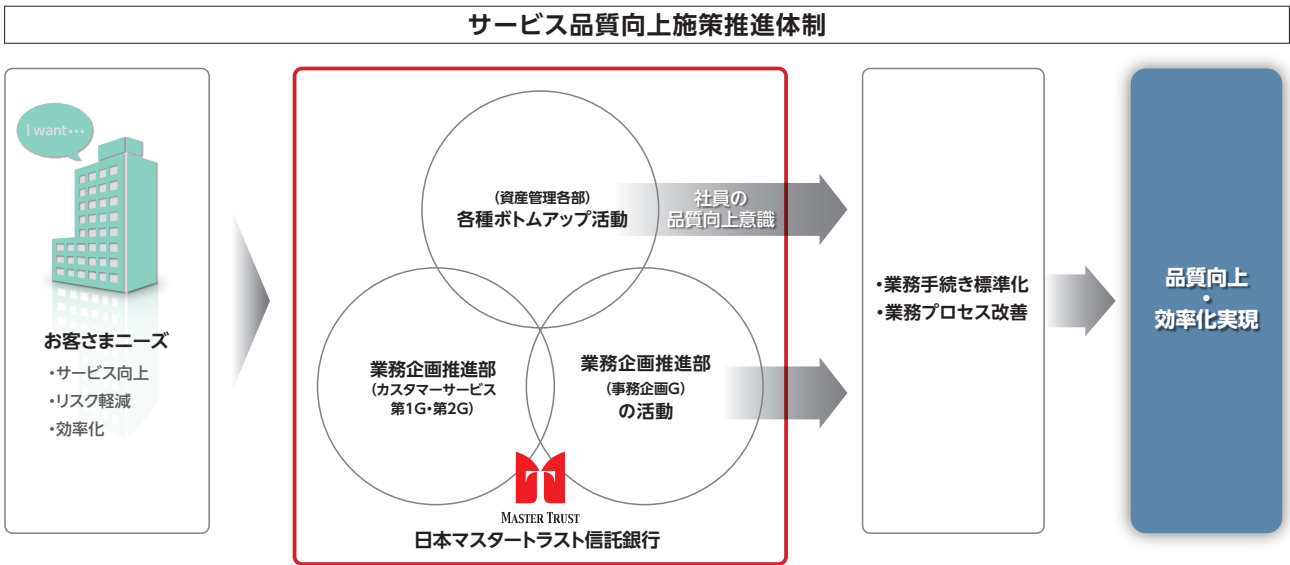 サービス品質向上施策推進体制
I want…
お客さまニーズ
・サービス向上
・リスク軽減
・効率化
(資産管理各部)
各種ボトムアップ活動
社員の
品質向上意識
業務企画推進部
(カスタマーサービス
第1G・第2G)
業務企画推進部
(事務企画G)
の活動
MASTER TRUST
日本マスタートラスト信託銀行
・業務手続き標準化
・業務プロセス改善
品質向上
・
効率化実現